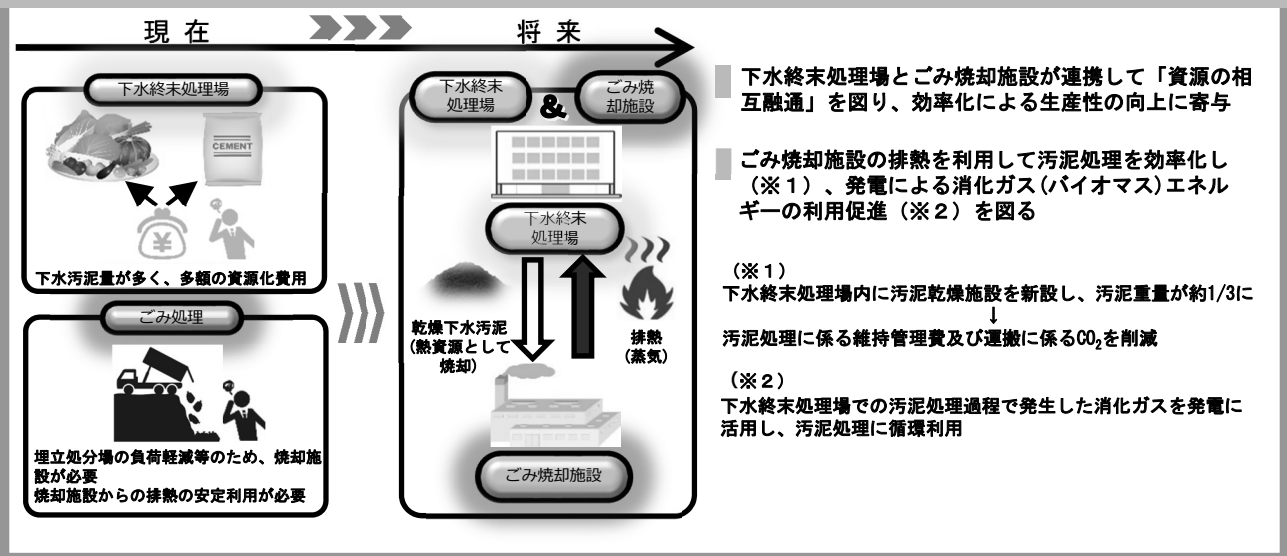 現 在
将 来
下水終末処理場
CEMENT
¥
下水汚泥量が多く、多額の資源化費用
ごみ処理
埋立処分場の負荷軽減等のため、焼却施
設が必要
焼却施設からの排熱の安定利用が必要
下水終末
処理場
&
ごみ焼
却施設
下水終末
処理場
乾燥下水汚泥
(熱資源として
焼却)
排熱
(蒸気)
ごみ焼却施設
下水終末処理場とごみ焼却施設が連携して「資源の相
互融通」を図り、効率化による生産性の向上に寄与
ごみ焼却施設の排熱を利用して汚泥処理を効率化し
(※1)、発電による消化ガス(バイオマス)エネル
ギーの利用促進(※2)を図る
(※1)
下水終末処理場内に汚泥乾燥施設を新設し、汚泥重量が約1/3に
↓
汚泥処理に係る維持管理費及び運搬に係るCO₂を削減
(※2)
下水終末処理場での汚泥処理過程で発生した消化ガスを発電に
活用し、汚泥処理に循環利用